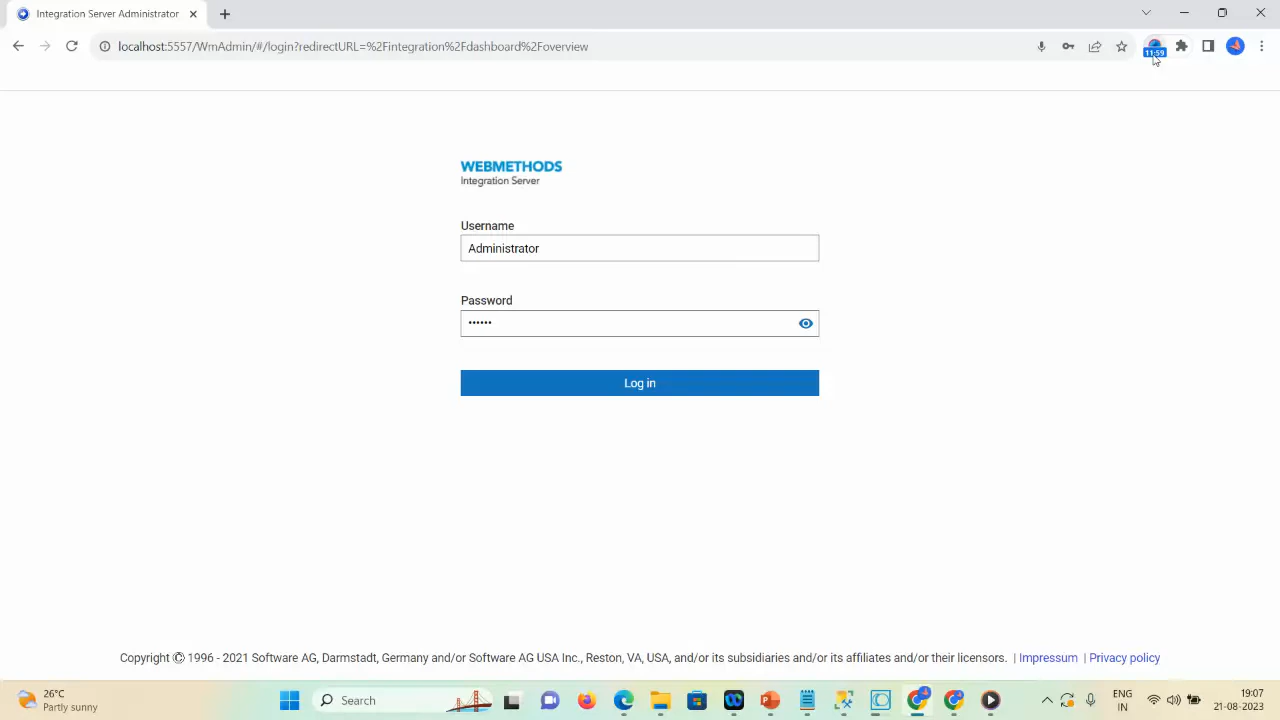 Integration Server Administrator
localhost:5557/WmAdmin/#/login?redirectURL=%2Fintegration%2Fdashboard%2Foverview
11:59
WEBMETHODS
Integration Server
Username
Administrator
Password
••••••
Log in
Copyright © 1996 - 2021 Software AG, Darmstadt, Germany and/or Software AG USA Inc., Reston, VA, USA, and/or its subsidiaries and/or its affiliates and/or their licensors. | Impressum | Privacy policy
26°C
Partly sunny
Search
ENG
IN
19:07
21-08-2023